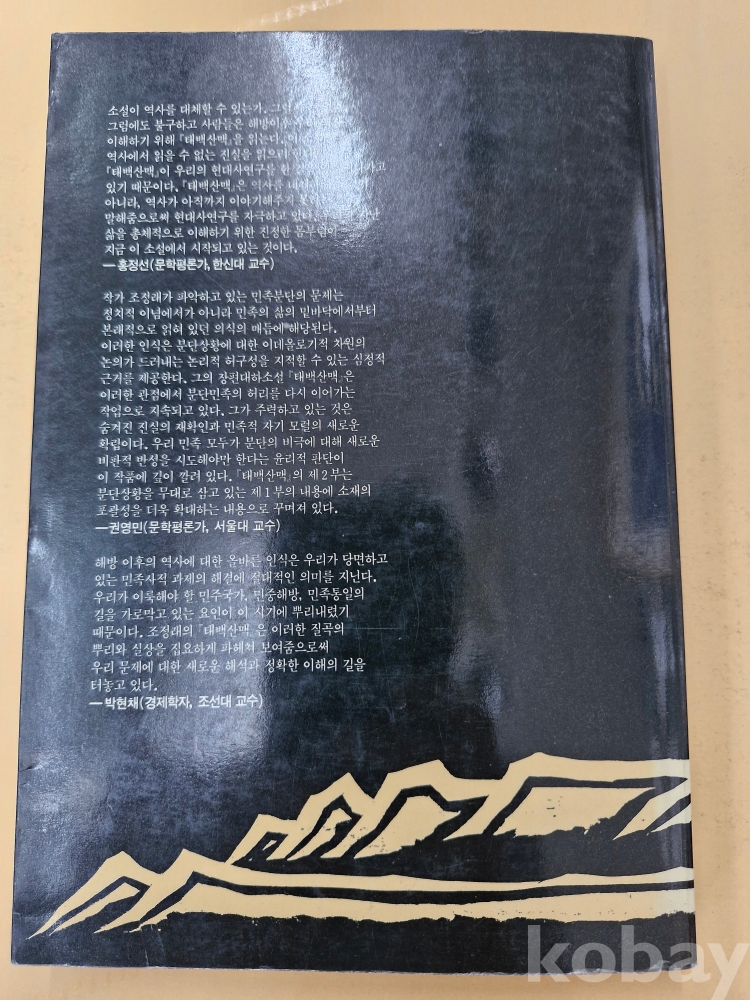 소설이 역사를 대체할 수 있는가. 그럴
그럼에도 불구하고 사람들은 해방이후
이해하기 위해 『태백산맥』을 읽는다.
역사에서 읽을 수 없는 진실을 읽으려
『태백산맥』이 우리의 현대사연구를 한 가고
있기 때문이다. 『태백산맥』은 역사를
아니라, 역사가 아직까지 이야기해주지
말해줌으로써 현대사연구를 자극하고 있다.
삶을 총체적으로 이해하기 위한 진정한 몸부림이
지금 이 소설에서 시작되고 있는 것이다.
—홍정선(문학평론가, 한신대 교수)
작가 조정래가 파악하고 있는 민족분단의 문제는
정치적 이념에서가 아니라 민족의 삶의 밑바닥에서부터
본래적으로 얽혀 있던 의식의 매듭에 해당된다.
이러한 인식은 분단상황에 대한 이데올로기적 차원의
논의가 드러내는 논리적 허구성을 지적할 수 있는 심정적
근거를 제공한다. 그의 장편대하소설 『태백산맥』은
이러한 관점에서 분단민족의 허리를 다시 이어가는
작업으로 지속되고 있다. 그가 주력하고 있는 것은
숨겨진 진실의 재확인과 민족적 자기 모럴의 새로운
확립이다. 우리 민족 모두가 분단의 비극에 대해 새로운
비판적 반성을 시도해야만 한다는 윤리적 판단이
이 작품에 깊이 깔려 있다. 『태백산맥』의 제2부는
분단상황을 무대로 삼고 있는 제1부의 내용에 소재의
포괄성을 더욱 확대하는 내용으로 꾸며져 있다.
—권영민(문학평론가, 서울대 교수)
해방 이후의 역사에 대한 올바른 인식은 우리가 당면하고
있는 민족사적 과제의 해결에 절대적인 의미를 지닌다.
우리가 이룩해야 할 민주국가, 민중해방, 민족통일의
길을 가로막고 있는 요인이 이 시기에 뿌리내렸기
때문이다. 조정래의 『태백산맥』은 이러한 질곡의
뿌리와 실상을 집요하게 파헤쳐 보여줌으로써
우리 문제에 대한 새로운 해석과 정확한 이해의 길을
터놓고 있다.
—박현채(경제학자, 조선대 교수)
kobay